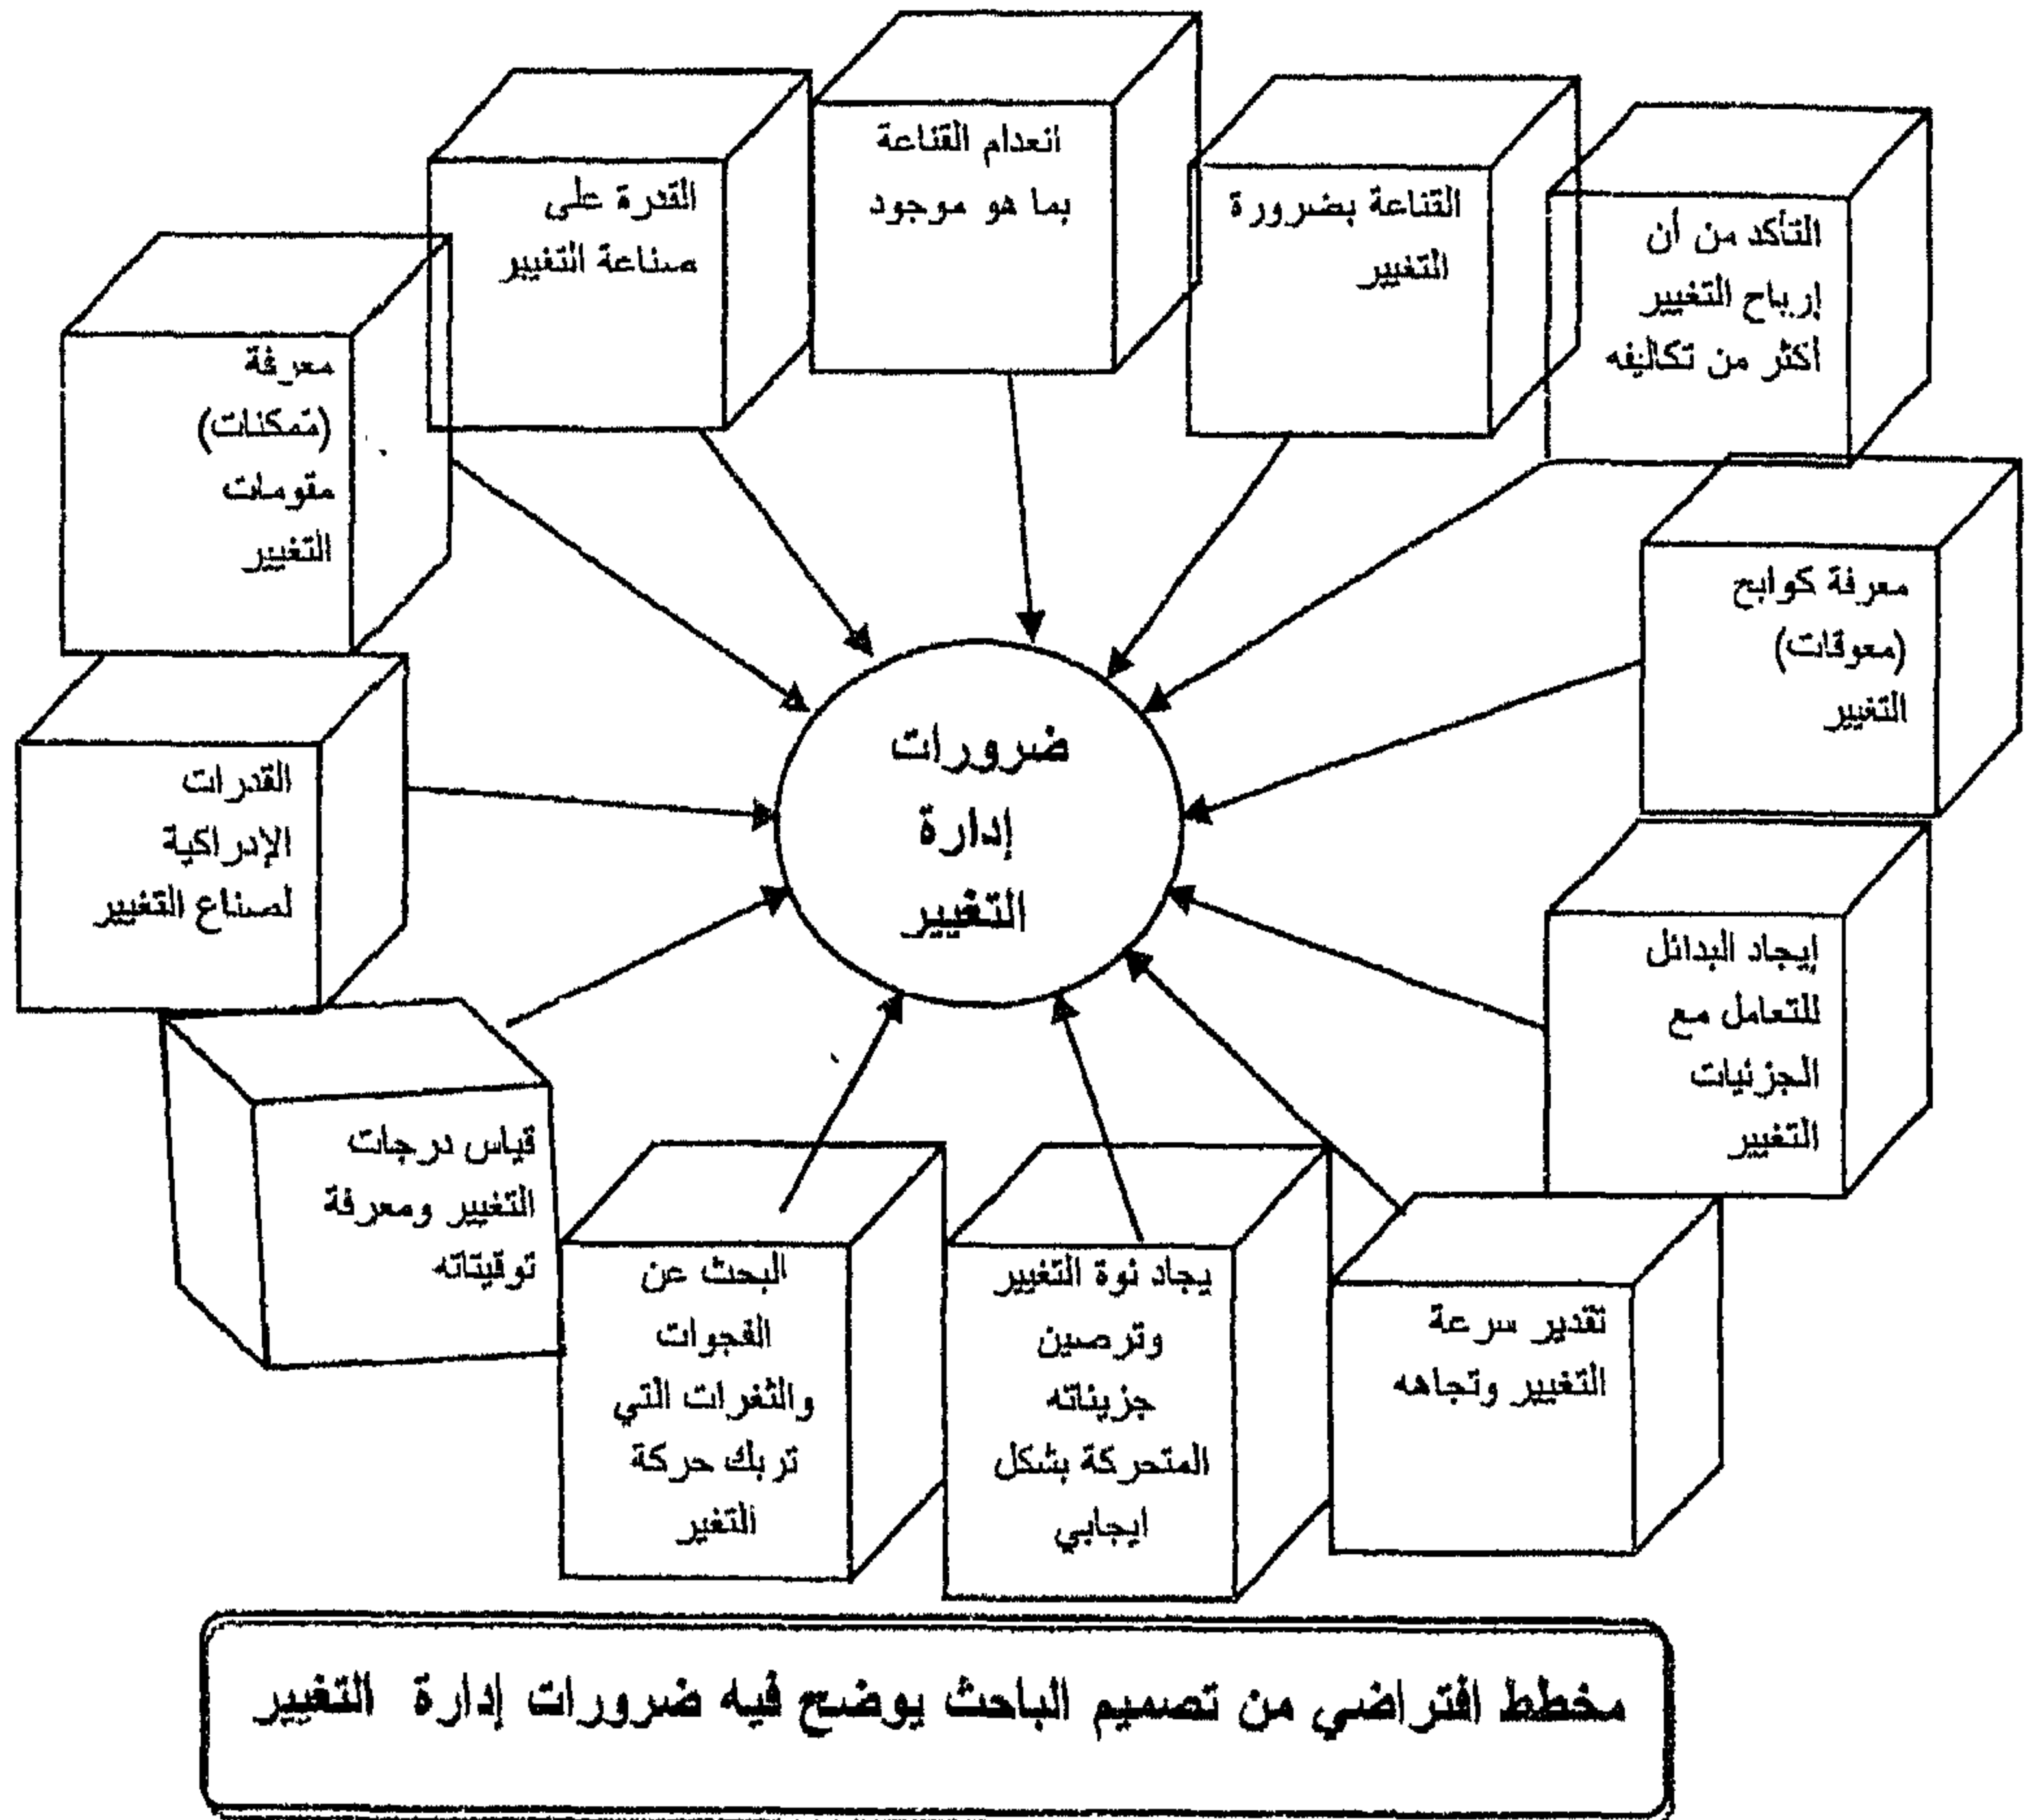 انعدام القناعة
بما هو موجود
القناعة بضرورة
التغيير
التأكد من أن
إرباح التغيير
أكثر من تكاليفه
معرفة كوابح
(معوقات)
التغيير
إيجاد البدائل
للتعامل مع
الجزئيات
التغيير
تقدير سرعة
التغيير وتجاهه
يجاد نوة التغيير
وترصين
جزيئاته
المتحركة بشكل
ايجابي
البحث عن
الفجوات
والثغرات التي
تربك حركة
التغير
قياس درجات
التغيير ومعرفة
توقيتاته
القدرات
الإدراكية
لصناع التغيير
معرفة
(ممكنات)
مقومات
التغيير
القدرة على
صناعة التغيير
ضرورات
إدارة
التغيير
مخطط افتراضي من تصميم الباحث يوضح فيه ضرورات إدارة التغيير